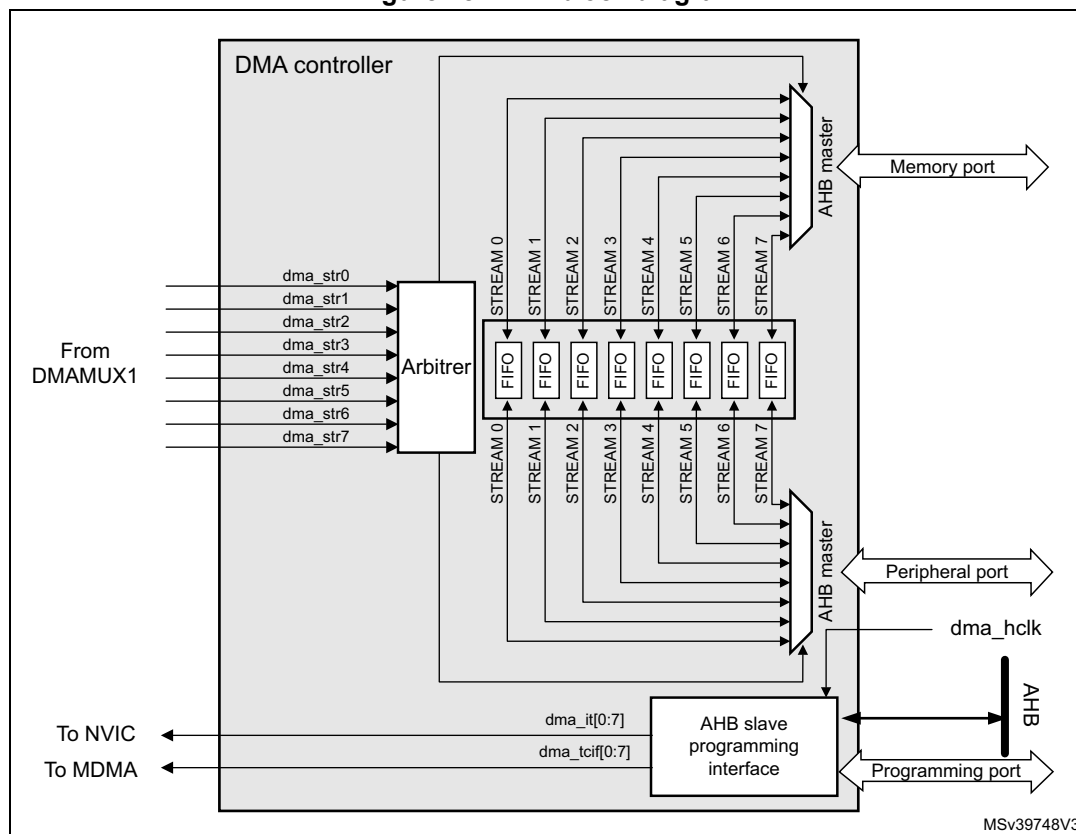 DMA controller
AHB master
Memory port
STREAM 0
STREAM 1
STREAM 2
STREAM 3
STREAM 4
STREAM 5
STREAM 6
STREAM 7
dma_str0
dma_str1
dma_str2
dma_str3
dma_str4
dma_str5
dma_str6
dma_str7
From
DMAMUX1
Arbitrer
FIFO
FIFO
FIFO
FIFO
FIFO
FIFO
FIFO
FIFO
STREAM 0
STREAM 1
STREAM 2
STREAM 3
STREAM 4
STREAM 5
STREAM 6
STREAM 7
AHB master
Peripheral port
dma_hclk
AHB
To NVIC
dma_it[0:7]
To MDMA
dma_tcif[0:7]
AHB slave
programming
interface
Programming port
MSv39748V3